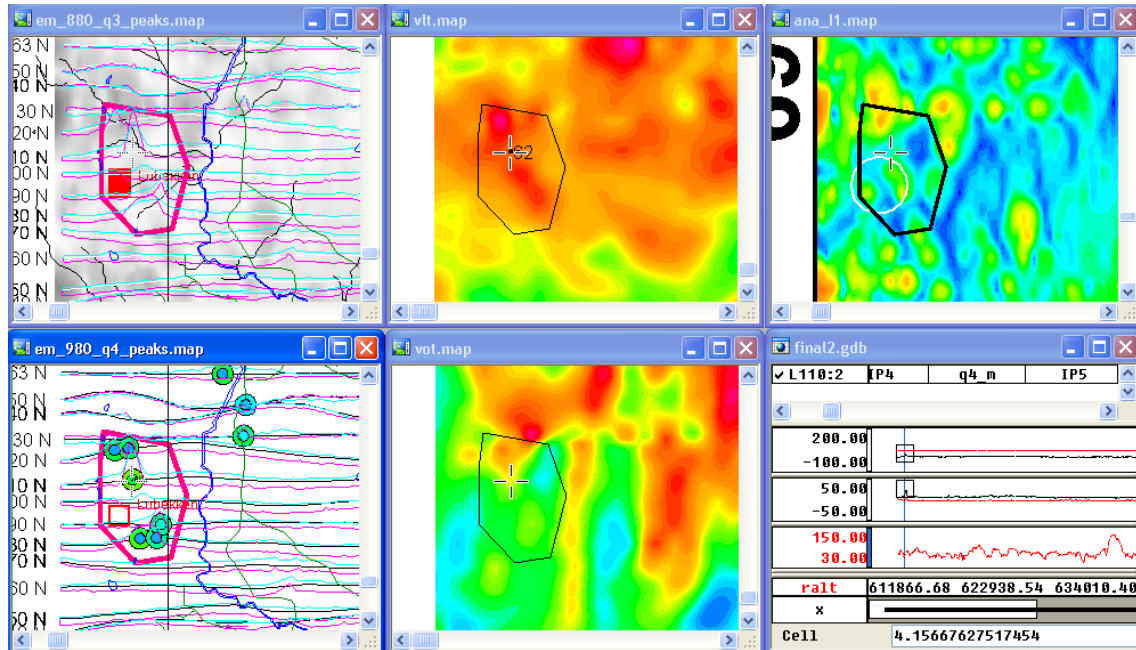 em_880_q3_peaks.map
63 N
50 N
40 N
30 N
20 N
10 N
00 N
Lubekken
90 N
80 N
70 N
60 N
50 N
vlt.map
62
ana_l1.map
em_980_q4_peaks.map
63 N
40 N
30 N
20 N
10 N
00 N
Lubekken
90 N
80 N
70 N
60 N
50 N
vot.map
final2.gdb
L110:2
IP4
q4_m
IP5
200.00
-100.00
50.00
-50.00
150.00
30.00
ralt
611866.68 622938.54 634010.40
x
Cell
4.15667627517454